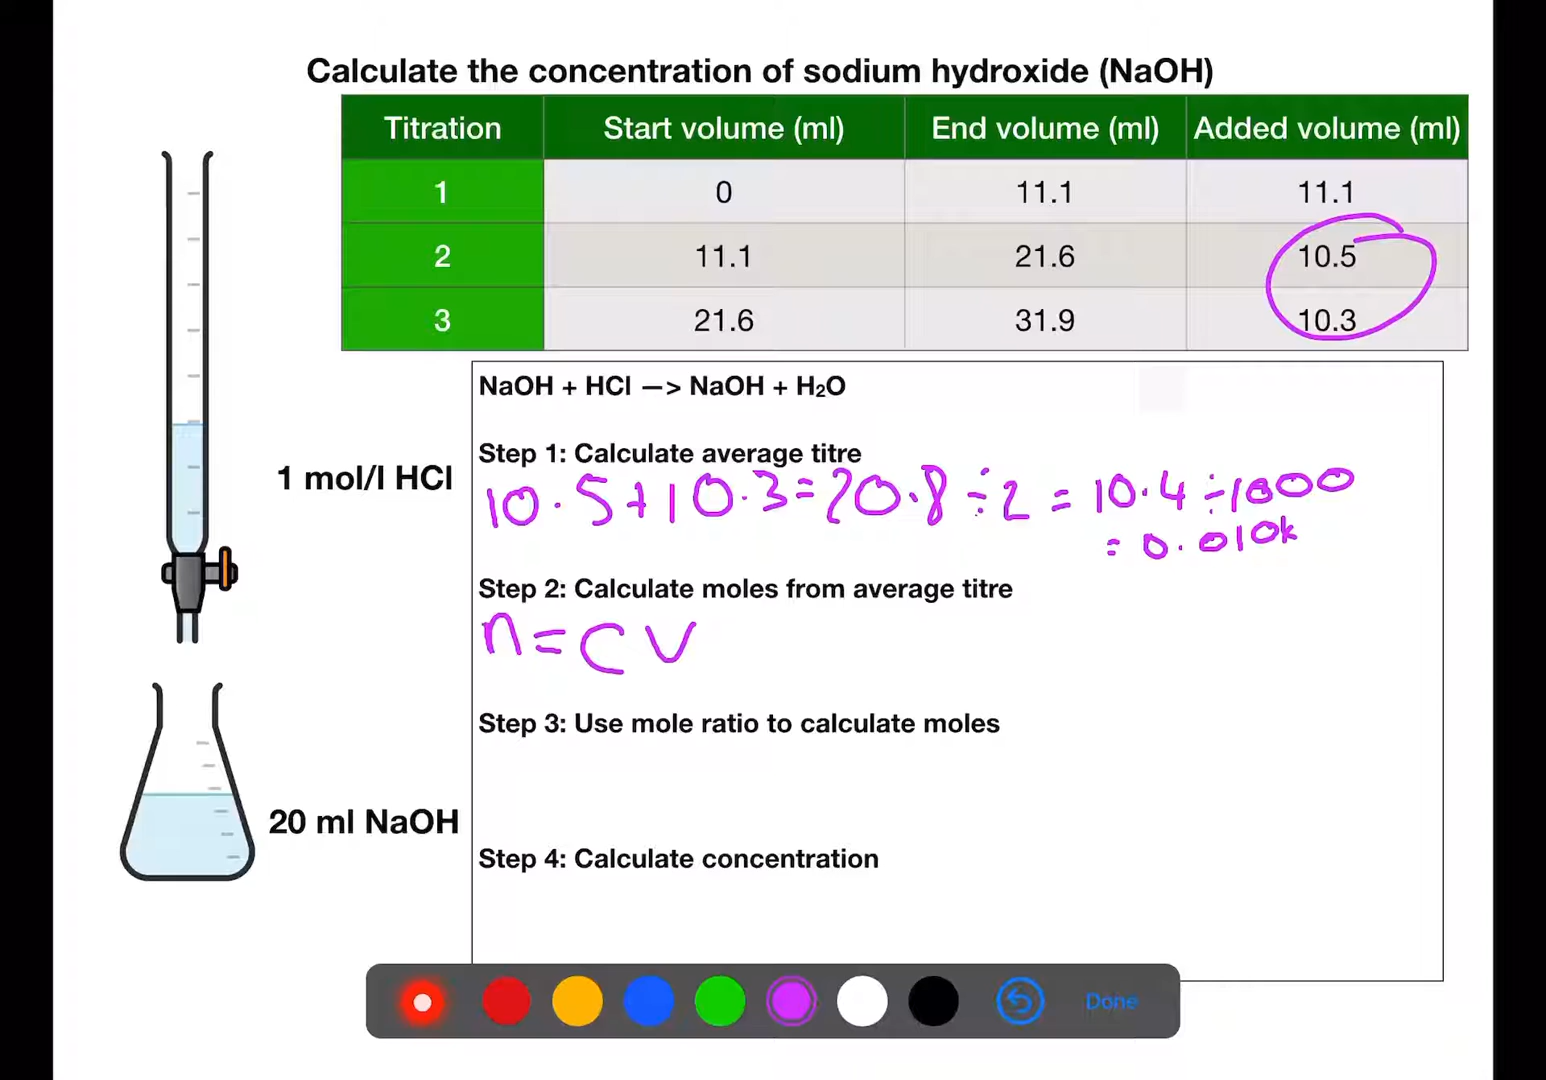 Calculate the concentration of sodium hydroxide (NaOH)
Titration Start volume (ml) End volume (ml) Added volume (ml)
1 0 11.1 11.1
2 11.1 21.6 10.5
3 21.6 31.9 10.3
NaOH + HCl —> NaOH + H₂O
Step 1: Calculate average titre
1 mol/l HCl
10.5+10.3=20.8÷2=10.4÷1000
=0.010
Step 2: Calculate moles from average titre
n=CV
Step 3: Use mole ratio to calculate moles
20 ml NaOH
Step 4: Calculate concentration
Done